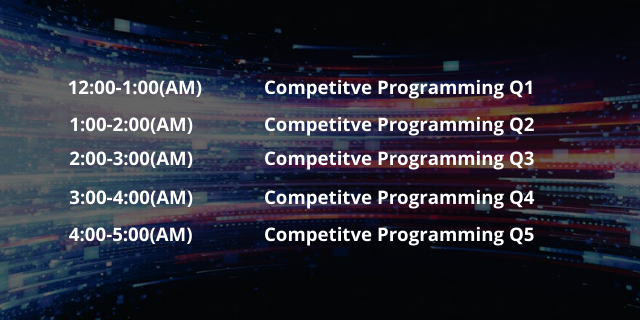 12:00-1:00(AM) Competitve Programming Q1
1:00-2:00(AM) Competitve Programming Q2
2:00-3:00(AM) Competitve Programming Q3
3:00-4:00(AM) Competitve Programming Q4
4:00-5:00(AM) Competitve Programming Q5